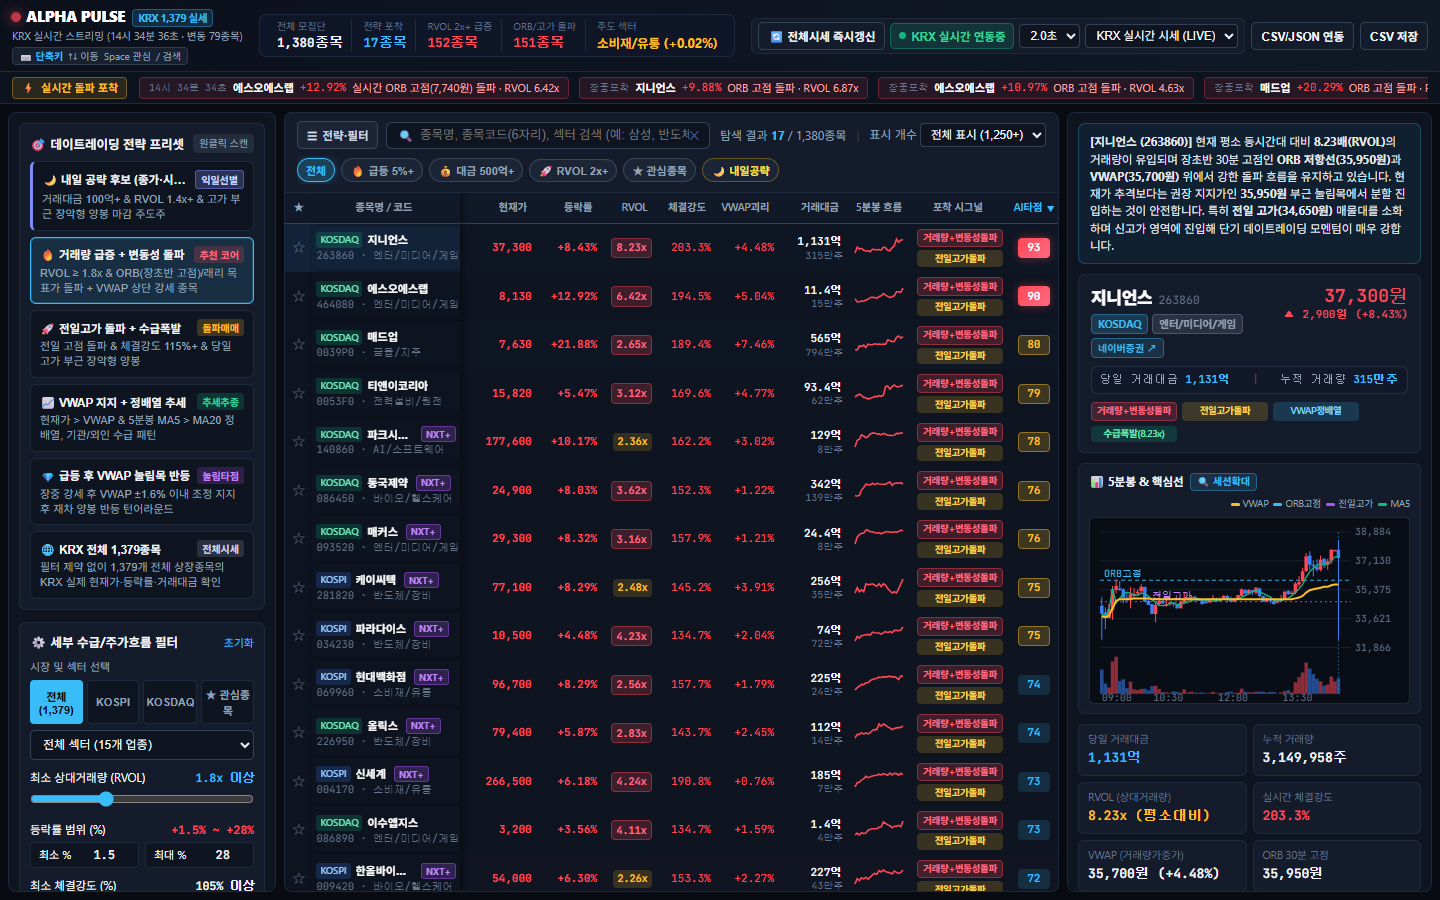 ALPHA PULSE KRX 1,379 실세
KRX 실시간 스트리밍 (14시 34분 36초 · 변동 79종목)
단축키 ↑↓ 이동 Space 관심 / 검색
전체 모집단 전략 포착 RVOL 2x+ 급증 ORB/고가 돌파 주도 섹터
1,380종목 17종목 152종목 151종목 소비재/유통 (+0.02%)
전체시세 즉시갱신 KRX 실시간 연동중 2.0초 KRX 실시간 시세 (LIVE) CSV/JSON 연동 CSV 저장
실시간 돌파 포착 14시 34분 34초 에스오에스랩 +12.92% 실시간 ORB 고점(7,740원) 돌파 · RVOL 6.42x 장중포착 지니언스 +9.88% ORB 고점 돌파 · RVOL 6.87x 장중포착 에스오에스랩 +10.97% ORB 고점 돌파 · RVOL 4.63x 장중포착 매드업 +20.29% ORB 고점 돌파 · F
데이트레이딩 전략 프리셋 원클릭 스캔
내일 공략 후보 (종가·시... 익일선별
거래대금 100억+ & RVOL 1.4x+ & 고가 부
근 장악형 양봉 마감 주도주
거래량 급증 + 변동성 돌파 추천 코어
RVOL ≥ 1.8x & ORB(장초반 고점)/래리 목
표가 돌파 + VWAP 상단 강세 종목
전일고가 돌파 + 수급폭발 돌파매매
전일 고점 돌파 & 체결강도 115%+ & 당일
고가 부근 장악형 양봉
VWAP 지지 + 정배열 추세 추세추종
현재가 > VWAP & 5분봉 MA5 > MA20 정
배열, 기관/외인 수급 패턴
급등 후 VWAP 눌림목 반등 눌림타점
장중 강세 후 VWAP ±1.6% 이내 조정 지지
후 재차 양봉 반등 턴어라운드
KRX 전체 1,379종목 전체시세
필터 제약 없이 1,379개 전체 상장종목의
KRX 실제 현재가·등락률·거래대금 확인
세부 수급/주가흐름 필터 초기화
시장 및 섹터 선택
전체 (1,379) KOSPI KOSDAQ ★ 관심종목
전체 섹터 (15개 업종)
최소 상대거래량 (RVOL) 1.8x 이상
등락률 범위 (%) +1.5% ~ +28%
최소 % 1.5 최대 % 28
최소 체결강도 (%) 105% 이상
☰ 전략·필터 종목명, 종목코드(6자리), 섹터 검색 (예: 삼성, 반도체 × 탐색 결과 17 / 1,380종목 | 표시 개수 전체 표시 (1,250+)
전체 급등 5%+ 대금 500억+ RVOL 2x+ ★ 관심종목 내일공략
★ 종목명 / 코드 현재가 등락률 RVOL 체결강도 VWAP괴리 거래대금 5분봉 흐름 포착 시그널 AI타점 ▼
☆ KOSDAQ 지니언스 37,300 +8.43% 8.23x 203.3% +4.48% 1,131억 거래량+변동성돌파 93
263860 · 엔터/미디어/게임 315만주 전일고가돌파
☆ KOSDAQ 에스오에스랩 8,130 +12.92% 6.42x 194.5% +5.04% 11.4억 거래량+변동성돌파 90
464080 · 엔터/미디어/게임 15만주 전일고가돌파
☆ KOSDAQ 매드업 7,630 +21.88% 2.65x 189.4% +7.46% 565억 거래량+변동성돌파 80
0039P0 · 금융/지주 794만주 전일고가돌파
☆ KOSDAQ 티엔이코리아 15,820 +5.47% 3.12x 169.6% +4.77% 93.4억 거래량+변동성돌파 79
0053F0 · 전력설비/원전 62만주 전일고가돌파
☆ KOSDAQ 파크시... NXT+ 177,600 +10.17% 2.36x 162.2% +3.02% 129억 거래량+변동성돌파 78
140860 · AI/소프트웨어 8만주 전일고가돌파
☆ KOSDAQ 동국제약 NXT+ 24,900 +8.03% 3.62x 152.3% +1.22% 342억 거래량+변동성돌파 76
086450 · 바이오/헬스케어 139만주 전일고가돌파
☆ KOSDAQ 매커스 NXT+ 29,300 +8.32% 3.16x 157.9% +1.21% 24.4억 거래량+변동성돌파 76
093520 · 엔터/미디어/게임 8만주 전일고가돌파
☆ KOSPI 케이씨텍 NXT+ 77,100 +8.29% 2.48x 145.2% +3.91% 256억 거래량+변동성돌파 75
281820 · 반도체/장비 35만주 전일고가돌파
☆ KOSPI 파라다이스 NXT+ 10,500 +4.48% 4.23x 134.7% +2.04% 74억 거래량+변동성돌파 75
034230 · 반도체/장비 72만주 전일고가돌파
☆ KOSPI 현대백화점 NXT+ 96,700 +8.29% 2.56x 157.7% +1.79% 225억 거래량+변동성돌파 74
069960 · 소비재/유통 24만주 전일고가돌파
☆ KOSDAQ 올릭스 NXT+ 79,400 +5.87% 2.83x 143.7% +2.45% 112억 거래량+변동성돌파 74
226950 · 반도체/장비 14만주 전일고가돌파
☆ KOSPI 신세계 NXT+ 266,500 +6.18% 4.24x 190.8% +0.76% 185억 거래량+변동성돌파 73
004170 · 소비재/유통 7만주 전일고가돌파
☆ KOSDAQ 이수앱지스 3,200 +3.56% 4.11x 134.7% +1.59% 1.4억 거래량+변동성돌파 73
086890 · 엔터/미디어/게임 4만주 전일고가돌파
☆ KOSPI 한올바이... NXT+ 54,000 +6.30% 2.26x 153.3% +2.27% 227억 거래량+변동성돌파 72
009420 · 바이오/헬스케어 43만주 전일고가돌파
[지니언스 (263860)] 현재 평소 동시간대 대비 8.23배(RVOL)의
거래량이 유입되며 장초반 30분 고점인 ORB 저항선(35,950원)과
VWAP(35,700원) 위에서 강한 돌파 흐름을 유지하고 있습니다. 현
재가 추격보다는 권장 지지가인 35,950원 부근 눌림목에서 분할 진
입하는 것이 안전합니다. 특히 전일 고가(34,650원) 매물대를 소화
하며 신고가 영역에 진입해 단기 데이트레이딩 모멘텀이 매우 강합
니다.
지니언스 263860 37,300원
KOSDAQ 엔터/미디어/게임 ▲ 2,900원 (+8.43%)
네이버증권 ↗
당일 거래대금 1,131억 | 누적 거래량 315만주
거래량+변동성돌파 전일고가돌파 VWAP정배열
수급폭발(8.23x)
5분봉 & 핵심선 세션확대
VWAP ORB고점 전일고가 MA5
38,884
37,130
35,375
33,621
31,866
ORB고점
전일고가
09:00 10:30 12:00 13:30
당일 거래대금 누적 거래량
1,131억 3,149,958주
RVOL (상대거래량) 실시간 체결강도
8.23x (평소대비) 203.3%
VWAP (거래량가중가) ORB 30분 고점
35,700원 (+4.48%) 35,950원